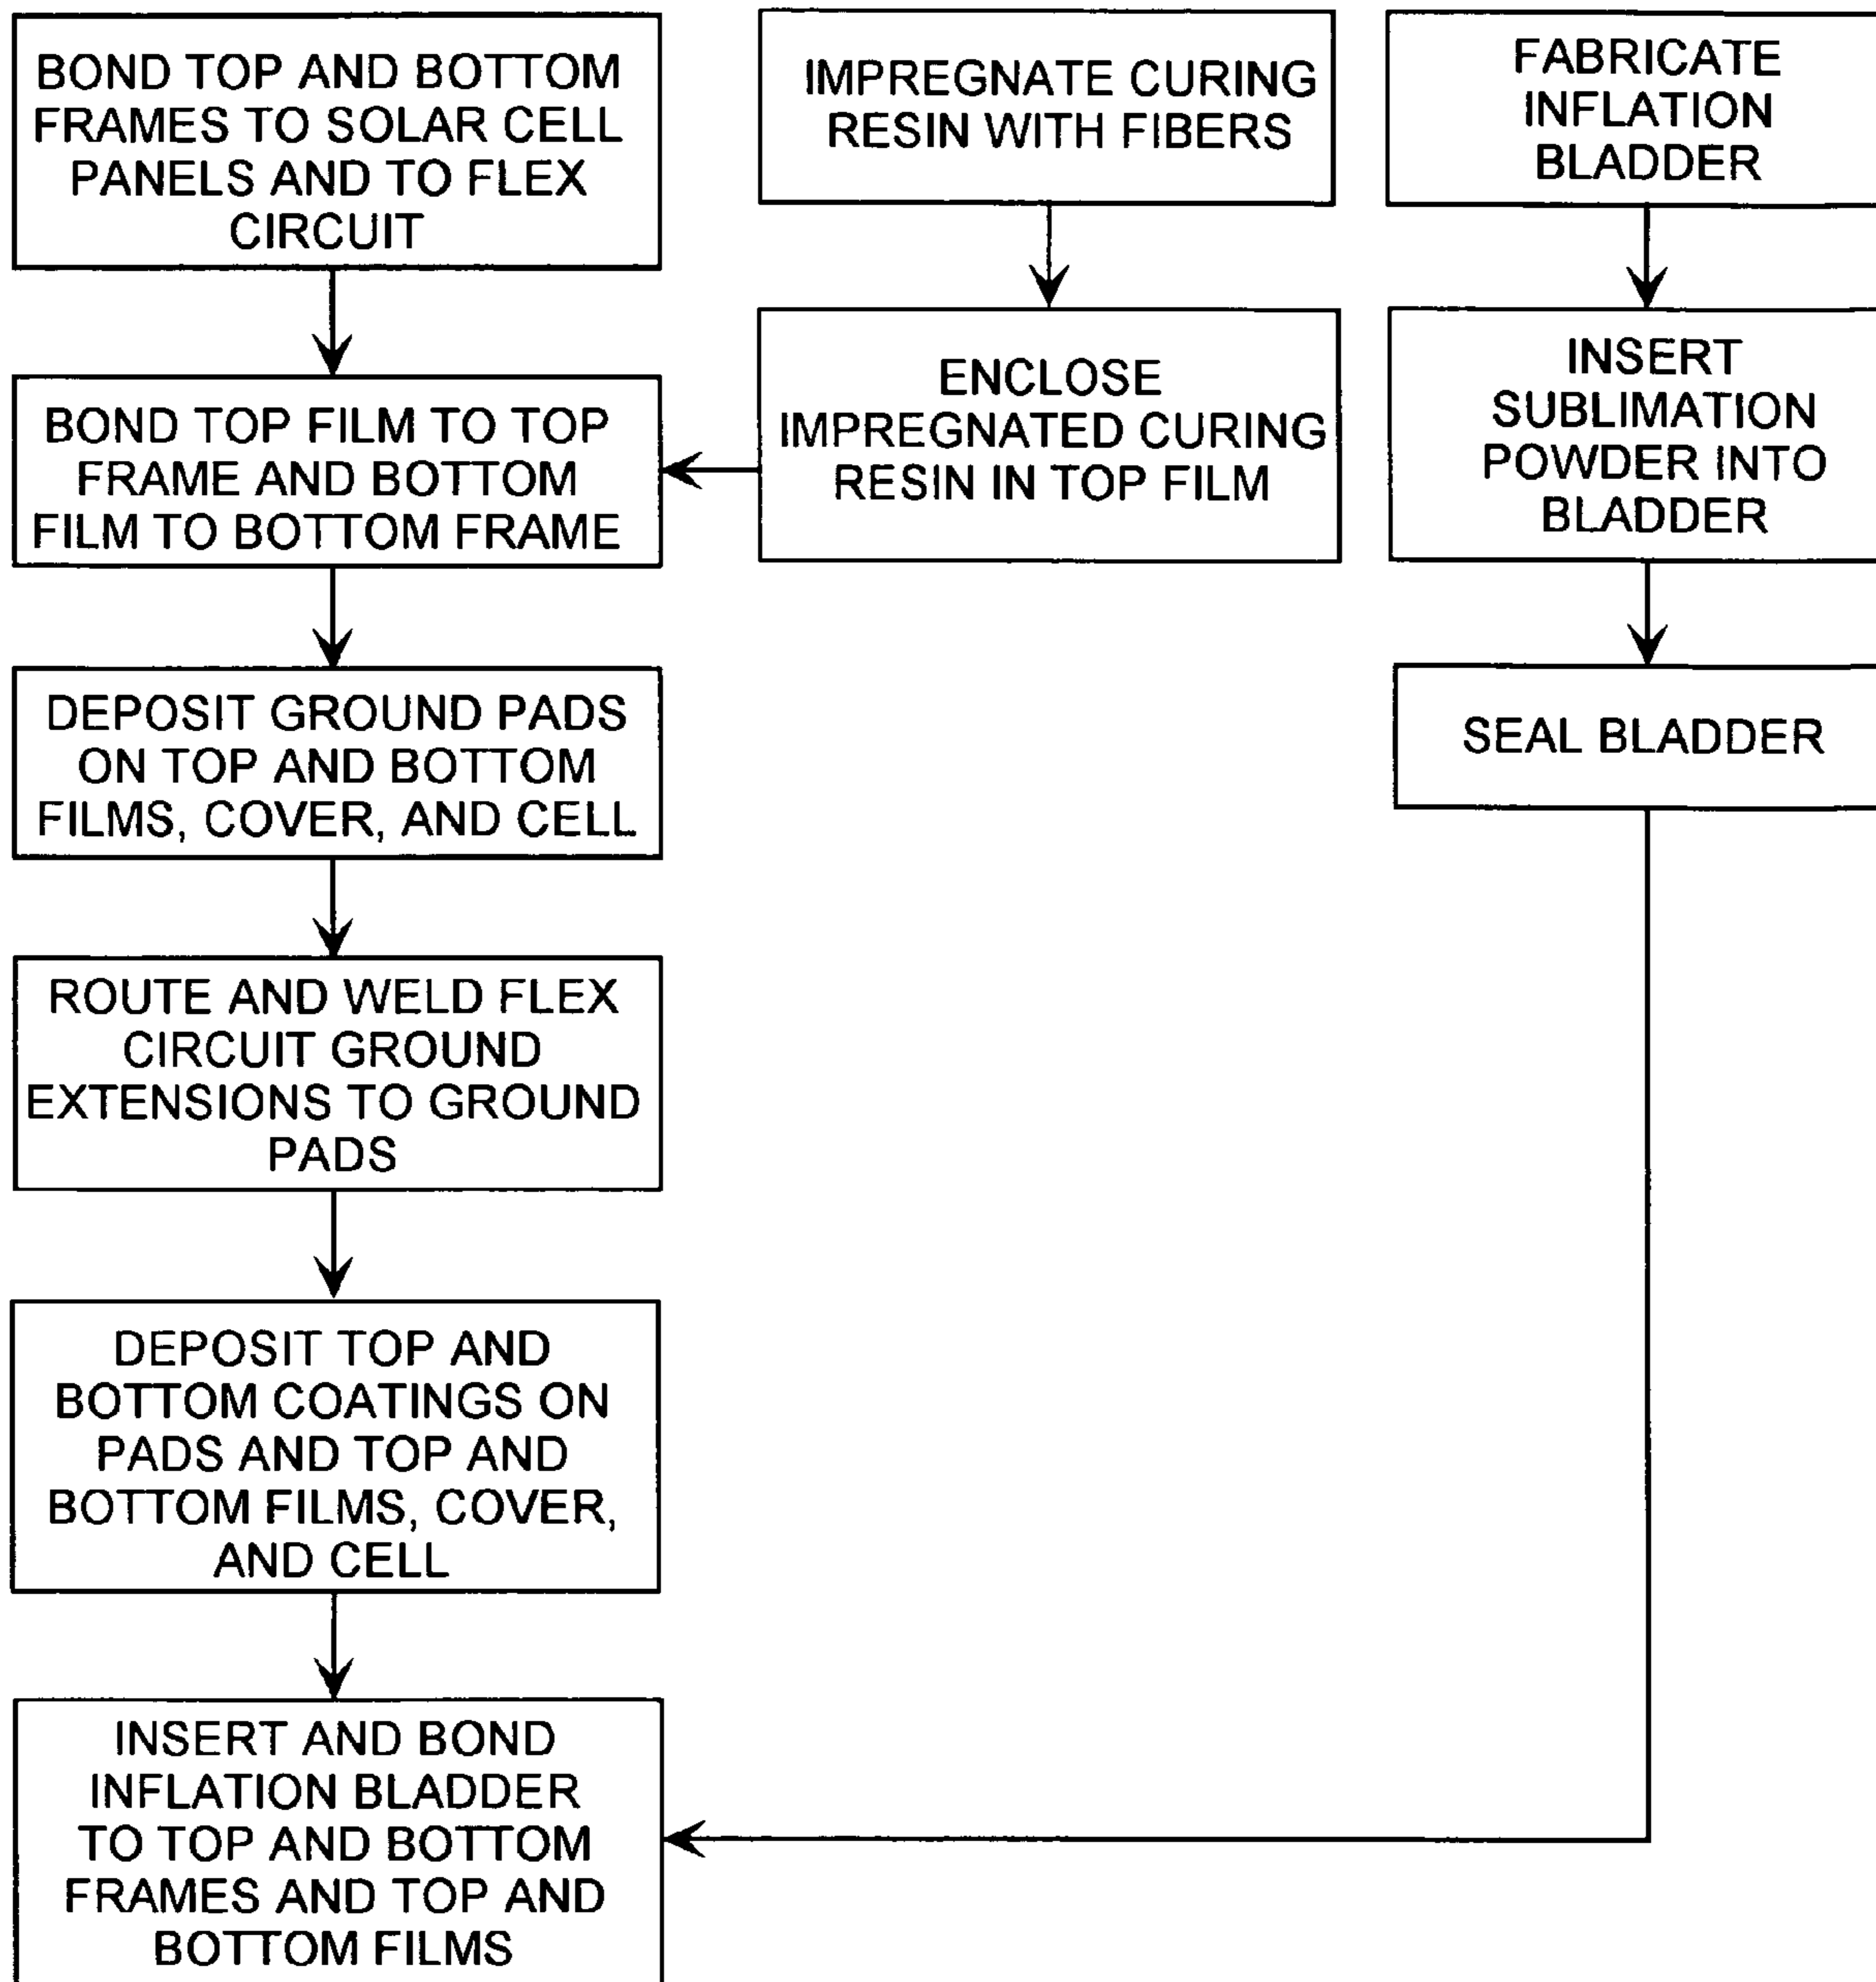 BOND TOP AND BOTTOM
FRAMES TO SOLAR CELL
PANELS AND TO FLEX
CIRCUIT
IMPREGNATE CURING
RESIN WITH FIBERS
FABRICATE
INFLATION
BLADDER
BOND TOP FILM TO TOP
FRAME AND BOTTOM
FILM TO BOTTOM FRAME
ENCLOSE
IMPREGNATED CURING
RESIN IN TOP FILM
INSERT
SUBLIMATION
POWDER INTO
BLADDER
DEPOSIT GROUND PADS
ON TOP AND BOTTOM
FILMS, COVER, AND CELL
SEAL BLADDER
ROUTE AND WELD FLEX
CIRCUIT GROUND
EXTENSIONS TO GROUND
PADS
DEPOSIT TOP AND
BOTTOM COATINGS ON
PADS AND TOP AND
BOTTOM FILMS, COVER,
AND CELL
INSERT AND BOND
INFLATION BLADDER
TO TOP AND BOTTOM
FRAMES AND TOP AND
BOTTOM FILMS